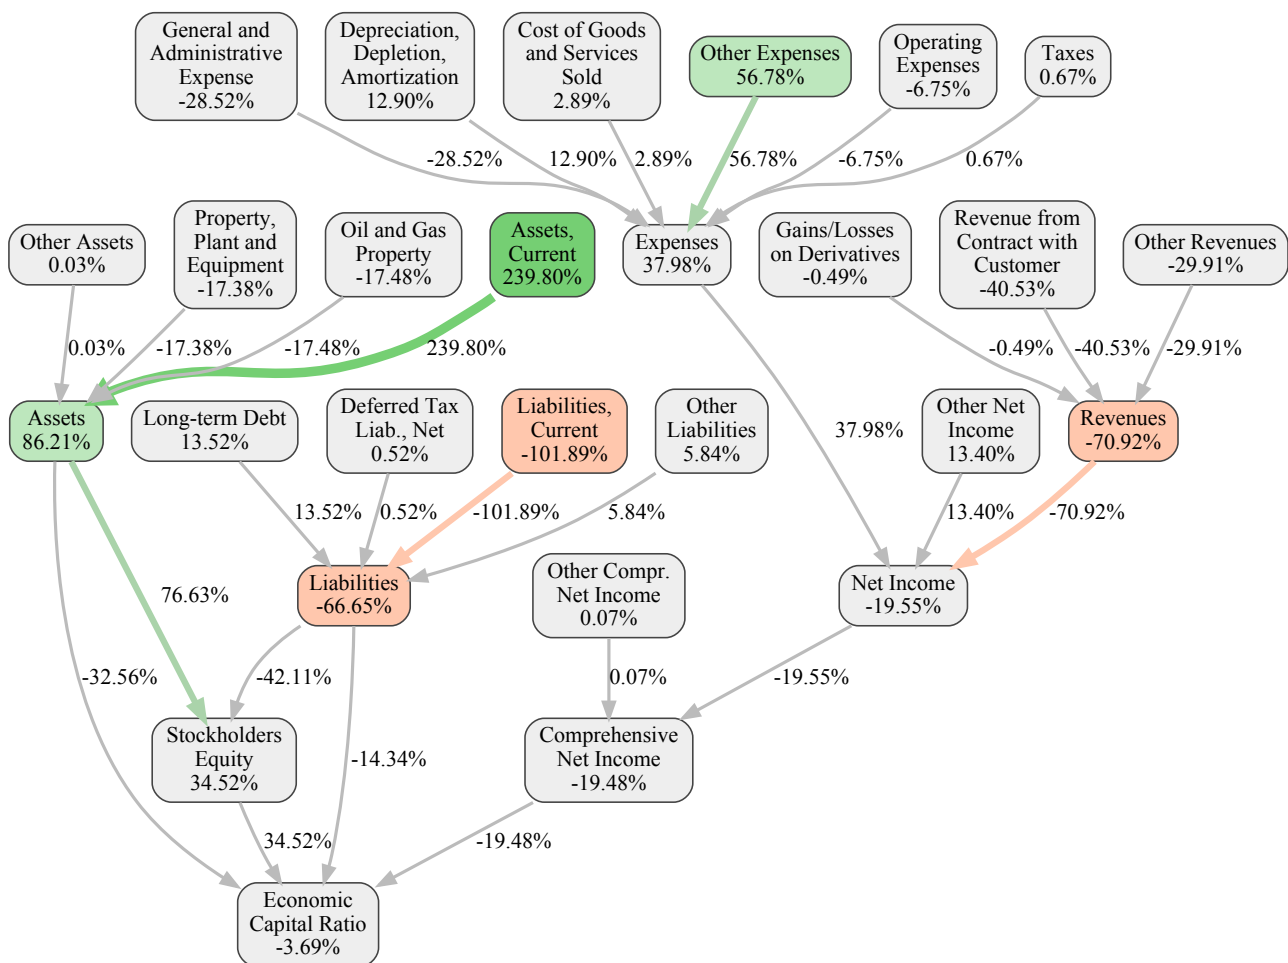 General and
Administrative
Expense
-28.52%
Depreciation,
Depletion,
Amortization
12.90%
Cost of Goods
and Services
Sold
2.89%
Other Expenses
56.78%
Operating
Expenses
-6.75%
Taxes
0.67%
-28.52%
12.90%
2.89%
56.78%
-6.75%
0.67%
Other Assets
0.03%
Property,
Plant and
Equipment
-17.38%
Oil and Gas
Property
-17.48%
Assets,
Current
239.80%
Expenses
37.98%
Gains/Losses
on Derivatives
-0.49%
Revenue from
Contract with
Customer
-40.53%
Other Revenues
-29.91%
0.03%
-17.38%
-17.48%
239.80%
-0.49%
-40.53%
-29.91%
Assets
86.21%
Long-term Debt
13.52%
Deferred Tax
Liab., Net
0.52%
Liabilities,
Current
-101.89%
Other
Liabilities
5.84%
37.98%
Other Net
Income
13.40%
Revenues
-70.92%
13.52%
0.52%
-101.89%
5.84%
13.40%
-70.92%
76.63%
Liabilities
-66.65%
Other Compr.
Net Income
0.07%
Net Income
-19.55%
-32.56%
-42.11%
0.07%
-19.55%
Stockholders
Equity
34.52%
-14.34%
Comprehensive
Net Income
-19.48%
34.52%
-19.48%
Economic
Capital Ratio
-3.69%